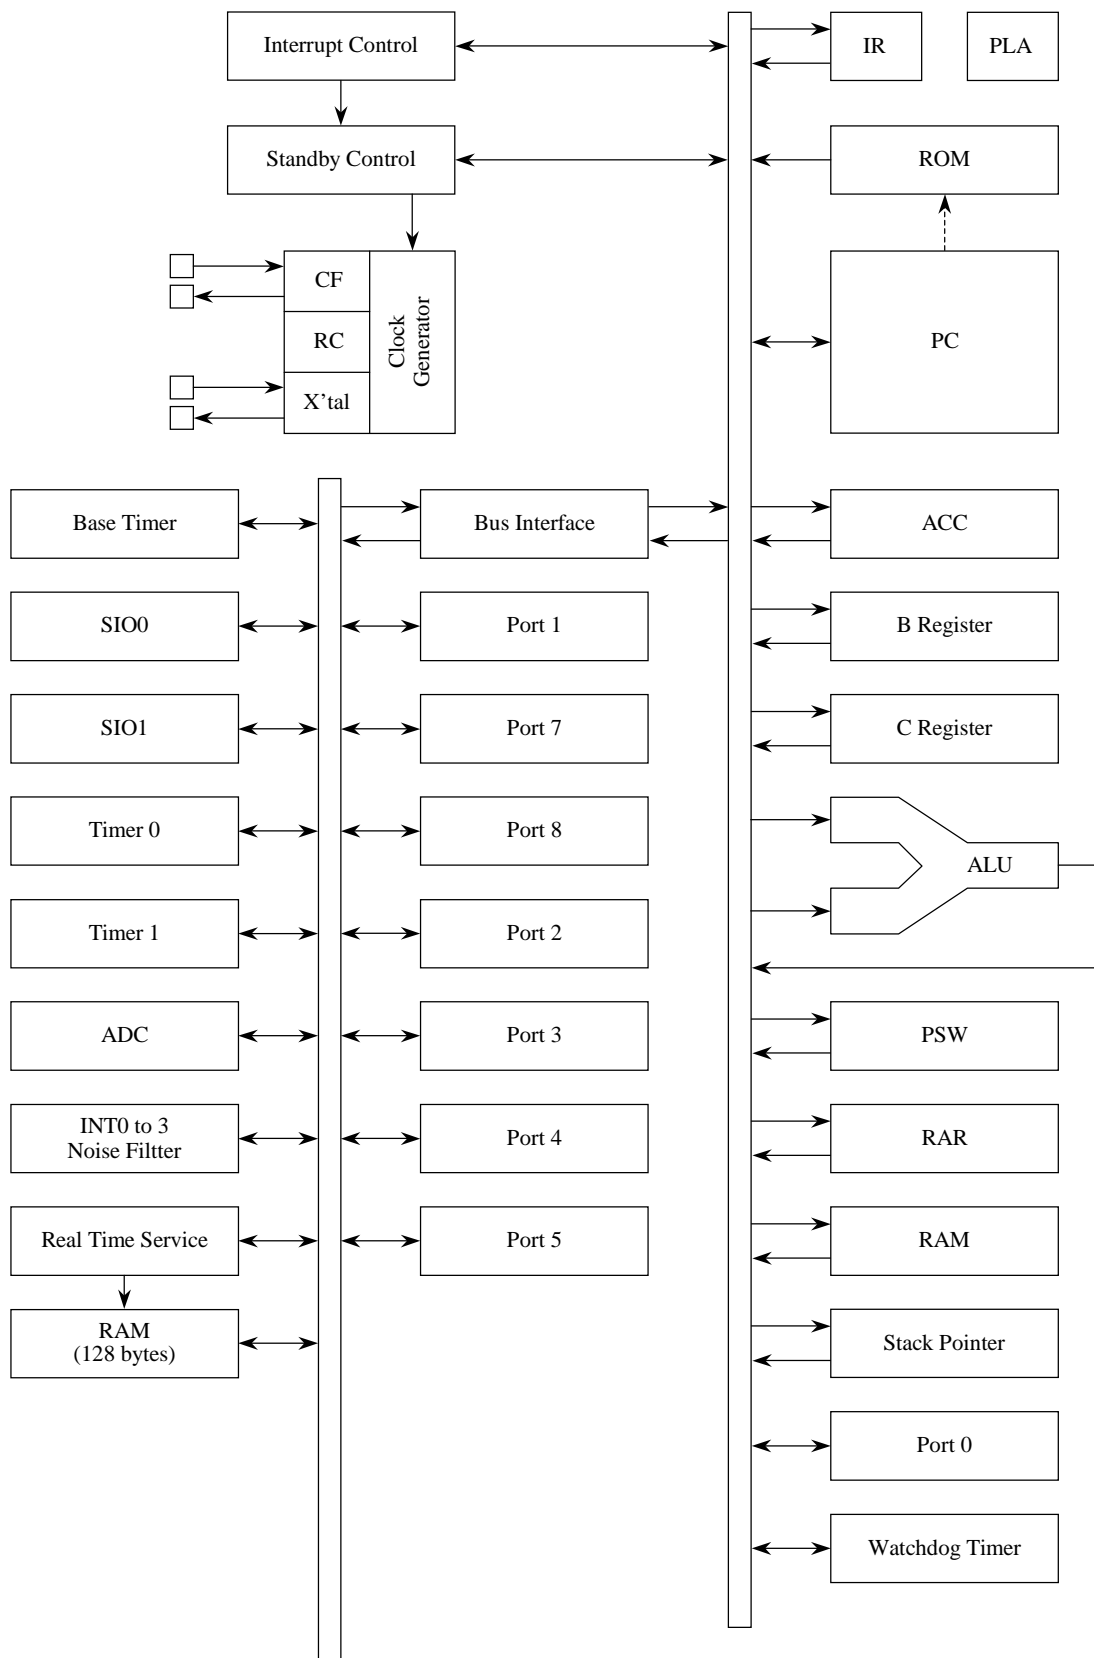 Interrupt Control
IR
PLA
Standby Control
ROM
CF
RC
X’tal
Clock
Generator
PC
Base Timer
Bus Interface
ACC
SIO0
Port 1
B Register
SIO1
Port 7
C Register
Timer 0
Port 8
ALU
Timer 1
Port 2
ADC
Port 3
PSW
INT0 to 3
Noise Filtter
Port 4
RAR
Real Time Service
Port 5
RAM
RAM
(128 bytes)
Stack Pointer
Port 0
Watchdog Timer